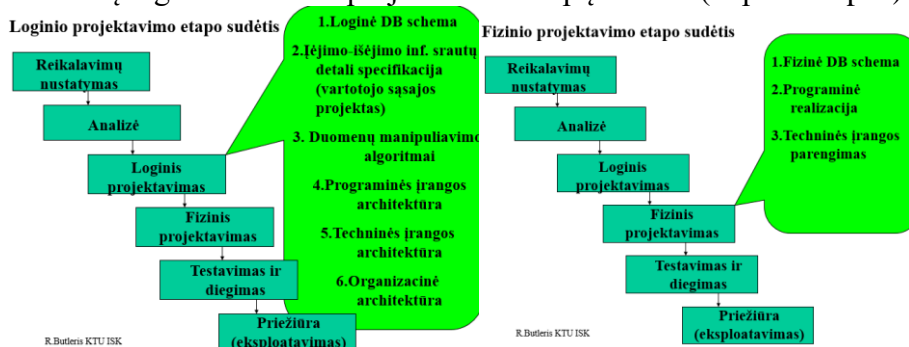 Loginio projektavimo etapo sudėtis
Reikalavimų
nustatymas
Analizė
Loginis
projektavimas
Fizinis
projektavimas
Testavimas ir
diegimas
Priežiūra
(eksploatavimas)
1.Loginė DB schema
2.Įėjimo-išėjimo inf. srautų
detali specifikacija
(vartotojo sąsajos
projektas)
3. Duomenų manipuliavimo
algoritmai
4.Programinės įrangos
architektūra
5.Techninės įrangos
architektūra
6.Organizacinė
architektūra
R.Butleris KTU ISK
Fizinio projektavimo etapo sudėtis
Reikalavimų
nustatymas
Analizė
Loginis
projektavimas
Fizinis
projektavimas
Testavimas ir
diegimas
Priežiūra
(eksploatavimas)
1.Fizinė DB schema
2.Programinė
realizacija
3.Techninės įrangos
parengimas
R.Butleris KTU ISK